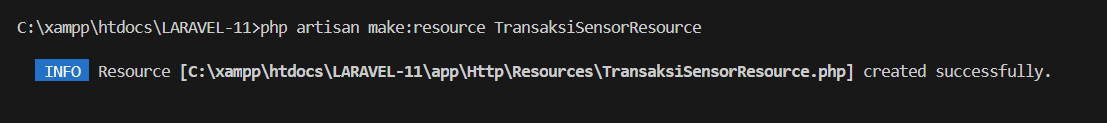 C:\xampp\htdocs\LARAVEL-11>php artisan make:resource TransaksiSensorResource
INFO Resource [C:\xampp\htdocs\LARAVEL-11\app\Http\Resources\TransaksiSensorResource.php] created successfully.